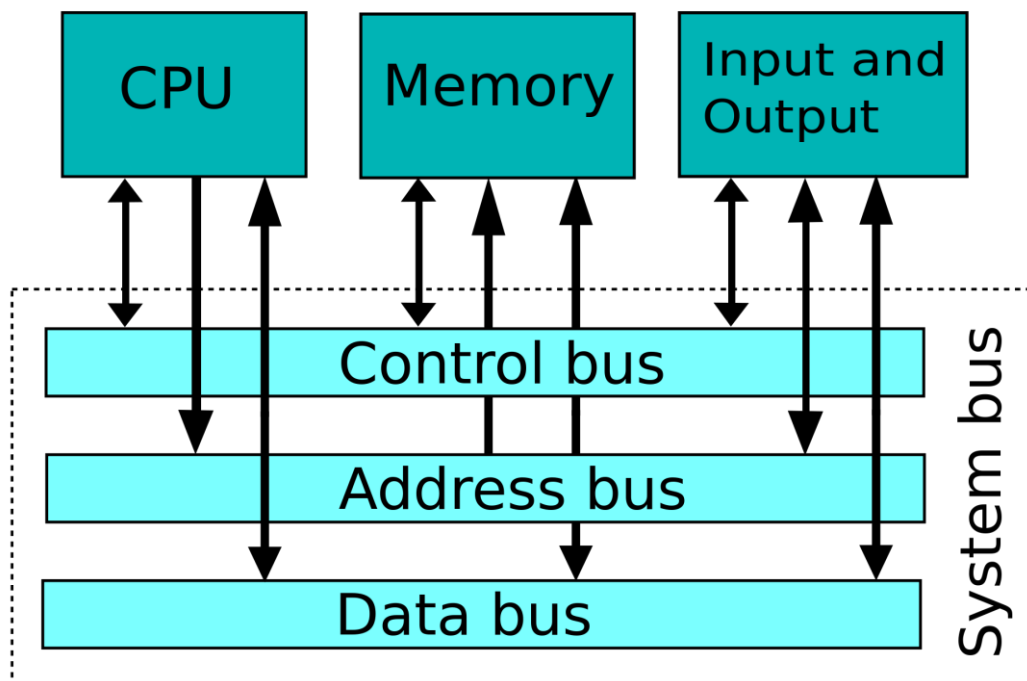 CPU
Memory
Input and
Output
Control bus
Address bus
Data bus
System bus